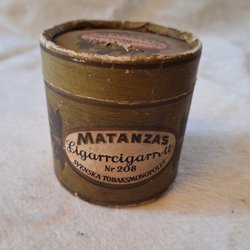 MATANZAS
Cigarrcigarrett
Nr 208
SVENSKA TOBAKSMONOPOLET